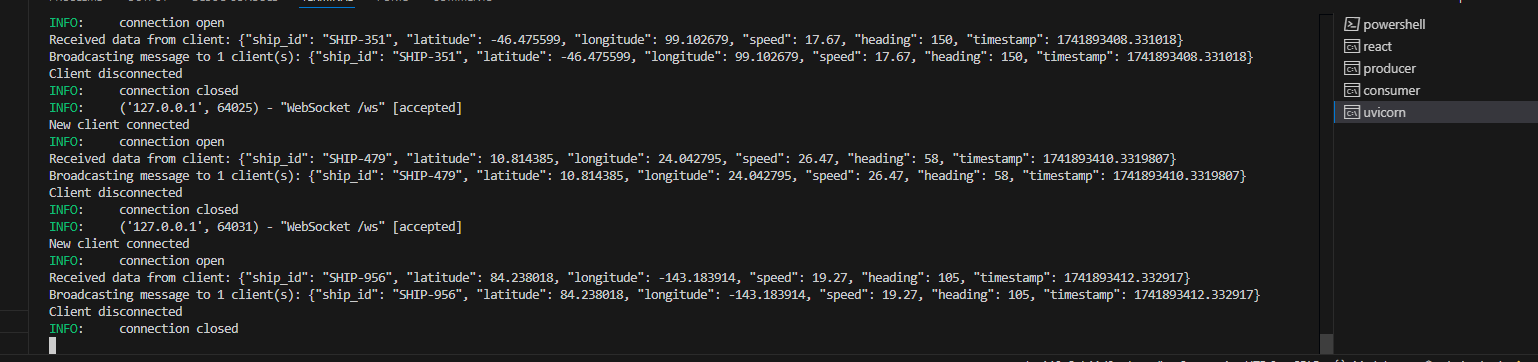 INFO:     connection open
Received data from client: {"ship_id": "SHIP-351", "latitude": -46.475599, "longitude": 99.102679, "speed": 17.67, "heading": 150, "timestamp": 1741893408.331018}
Broadcasting message to 1 client(s): {"ship_id": "SHIP-351", "latitude": -46.475599, "longitude": 99.102679, "speed": 17.67, "heading": 150, "timestamp": 1741893408.331018}
Client disconnected
INFO:     connection closed
INFO:     ('127.0.0.1', 64025) - "WebSocket /ws" [accepted]
New client connected
INFO:     connection open
Received data from client: {"ship_id": "SHIP-479", "latitude": 10.814385, "longitude": 24.042795, "speed": 26.47, "heading": 58, "timestamp": 1741893410.3319807}
Broadcasting message to 1 client(s): {"ship_id": "SHIP-479", "latitude": 10.814385, "longitude": 24.042795, "speed": 26.47, "heading": 58, "timestamp": 1741893410.3319807}
Client disconnected
INFO:     connection closed
INFO:     ('127.0.0.1', 64031) - "WebSocket /ws" [accepted]
New client connected
INFO:     connection open
Received data from client: {"ship_id": "SHIP-956", "latitude": 84.238018, "longitude": -143.183914, "speed": 19.27, "heading": 105, "timestamp": 1741893412.332917}
Broadcasting message to 1 client(s): {"ship_id": "SHIP-956", "latitude": 84.238018, "longitude": -143.183914, "speed": 19.27, "heading": 105, "timestamp": 1741893412.332917}
Client disconnected
INFO:     connection closed
powershell
react
producer
consumer
uvicorn